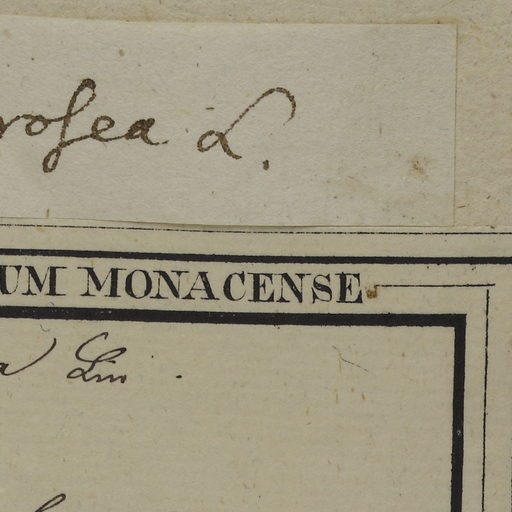 rosea L.
UM MONACENSE
a Lin .